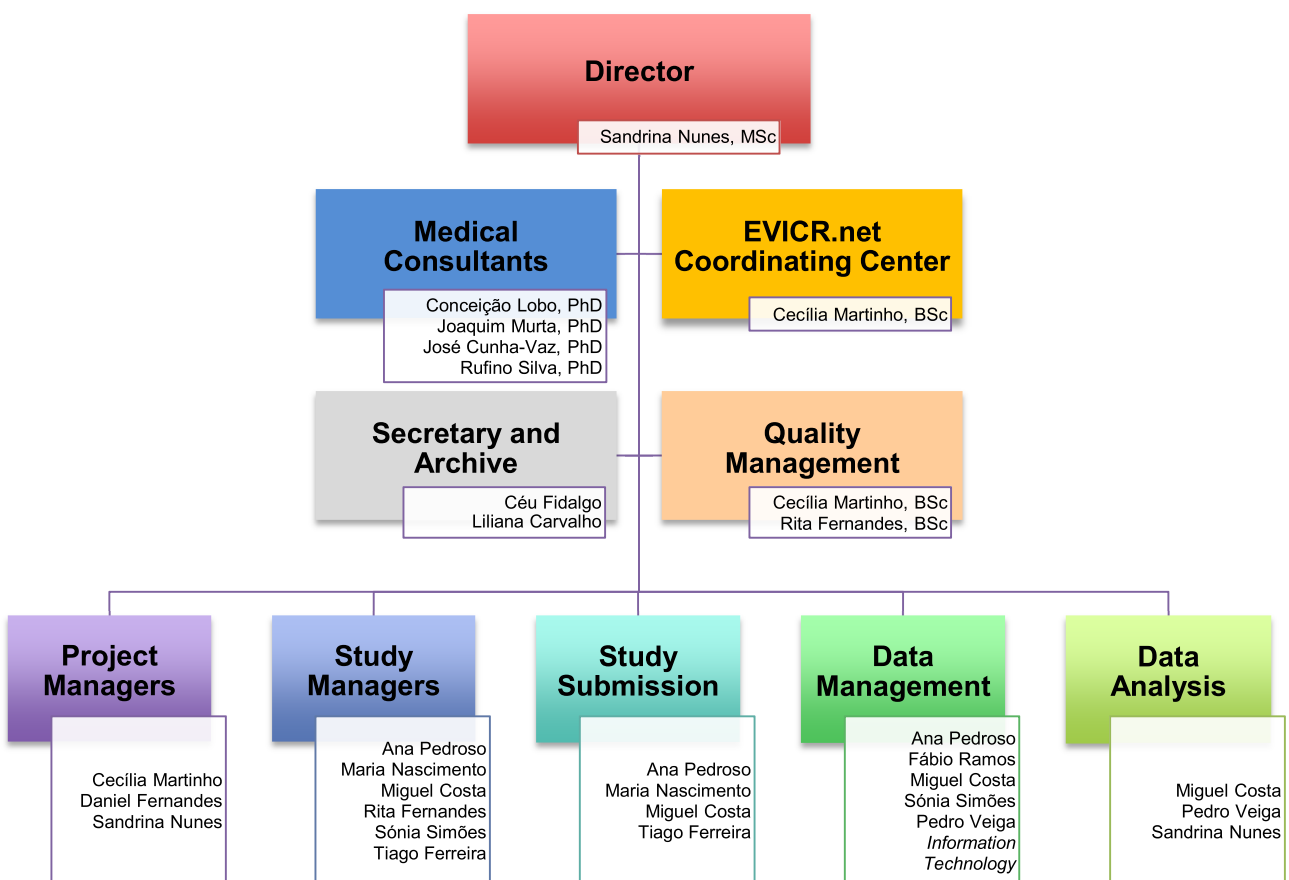 Director
Sandrina Nunes, MSc
Medical
Consultants
Conceição Lobo, PhD
Joaquim Murta, PhD
José Cunha-Vaz, PhD
Rufino Silva, PhD
EVICR.net
Coordinating Center
Cecília Martinho, BSc
Secretary and
Archive
Céu Fidalgo
Liliana Carvalho
Quality
Management
Cecília Martinho, BSc
Rita Fernandes, BSc
Project
Managers
Cecília Martinho
Daniel Fernandes
Sandrina Nunes
Study
Managers
Ana Pedroso
Maria Nascimento
Miguel Costa
Rita Fernandes
Sónia Simões
Tiago Ferreira
Study
Submission
Ana Pedroso
Maria Nascimento
Miguel Costa
Tiago Ferreira
Data
Management
Ana Pedroso
Fábio Ramos
Miguel Costa
Sónia Simões
Pedro Veiga
Information
Technology
Data
Analysis
Miguel Costa
Pedro Veiga
Sandrina Nunes